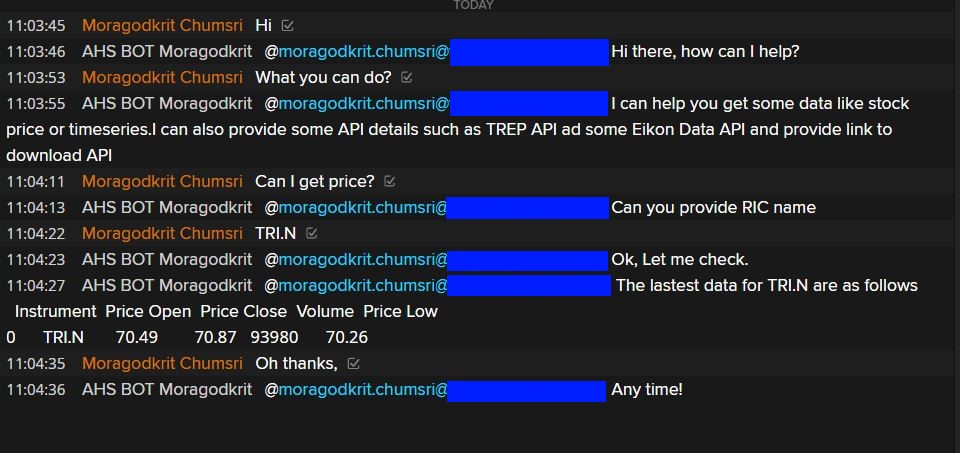 TODAY
11:03:45 Moragodkrit Chumsri Hi
11:03:46 AHS BOT Moragodkrit @moragodkrit.chumsri@ Hi there, how can I help?
11:03:53 Moragodkrit Chumsri What you can do?
11:03:55 AHS BOT Moragodkrit @moragodkrit.chumsri@ I can help you get some data like stock
price or timeseries.I can also provide some API details such as TREP API ad some Eikon Data API and provide link to
download API
11:04:11 Moragodkrit Chumsri Can I get price?
11:04:13 AHS BOT Moragodkrit @moragodkrit.chumsri@ Can you provide RIC name
11:04:22 Moragodkrit Chumsri TRI.N
11:04:23 AHS BOT Moragodkrit @moragodkrit.chumsri@ Ok, Let me check.
11:04:27 AHS BOT Moragodkrit @moragodkrit.chumsri@ The lastest data for TRI.N are as follows
Instrument Price Open Price Close Volume Price Low
0 TRI.N 70.49 70.87 93980 70.26
11:04:35 Moragodkrit Chumsri Oh thanks,
11:04:36 AHS BOT Moragodkrit @moragodkrit.chumsri@ Any time!